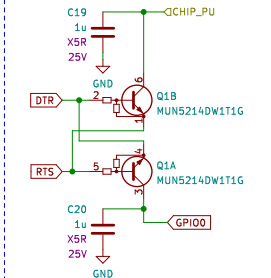 C19
1u
X5R
25V
CHIP_PU
GND
6
DTR
2
Q1B
MUN5214DW1T1G
1
4
RTS
5
Q1A
MUN5214DW1T1G
3
C20
1u
X5R
25V
GPIO0
GND